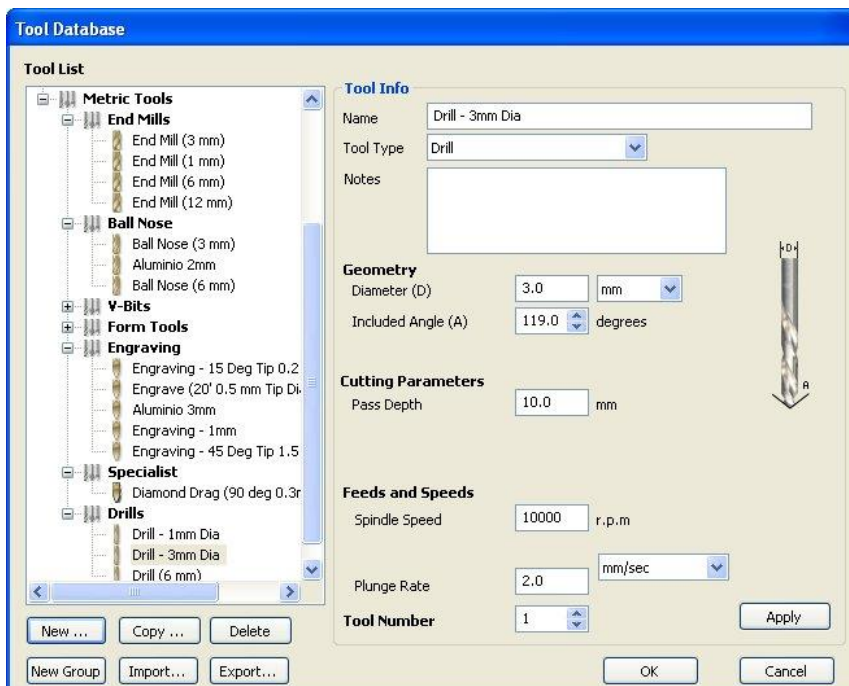 Tool Database
Tool List
Metric Tools
End Mills
End Mill (3 mm)
End Mill (1 mm)
End Mill (6 mm)
End Mill (12 mm)
Ball Nose
Ball Nose (3 mm)
Aluminio 2mm
Ball Nose (6 mm)
V-Bits
Form Tools
Engraving
Engraving - 15 Deg Tip 0.2
Engrave (20' 0.5 mm Tip Di
Aluminio 3mm
Engraving - 1mm
Engraving - 45 Deg Tip 1.5
Specialist
Diamond Drag (90 deg 0.3r
Drills
Drill - 1mm Dia
Drill - 3mm Dia
Drill (6 mm)
New ... Copy ... Delete
New Group Import... Export...
Tool Info
Name Drill - 3mm Dia
Tool Type Drill
Notes
Geometry
Diameter (D) 3.0 mm
Included Angle (A) 119.0 degrees
D
A
Cutting Parameters
Pass Depth 10.0 mm
Feeds and Speeds
Spindle Speed 10000 r.p.m
Plunge Rate 2.0 mm/sec
Tool Number 1
Apply
OK Cancel